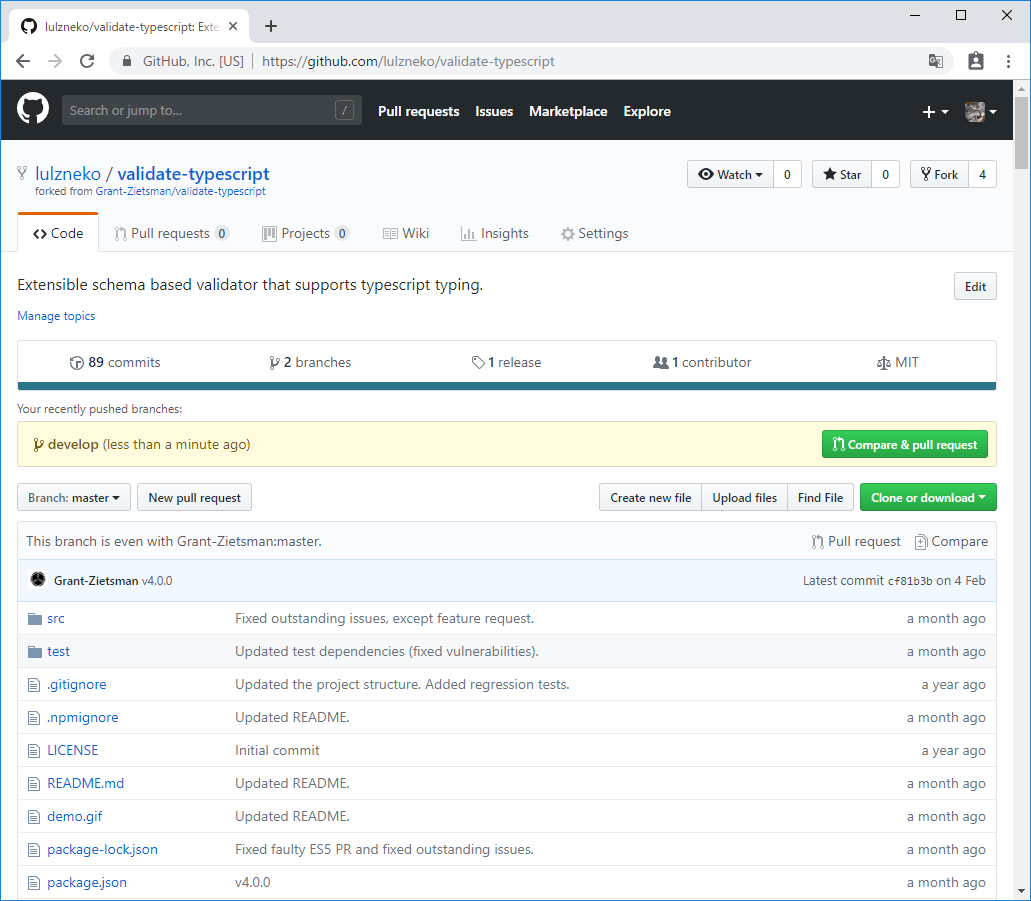 lulzneko/validate-typescript: Exte
GitHub, Inc. [US] | https://github.com/lulzneko/validate-typescript
Search or jump to... / Pull requests Issues Marketplace Explore
lulzneko / validate-typescript Watch 0 Star 0 Fork 4
forked from Grant-Zietsman/validate-typescript
Code Pull requests 0 Projects 0 Wiki Insights Settings
Extensible schema based validator that supports typescript typing. Edit
Manage topics
89 commits 2 branches 1 release 1 contributor MIT
Your recently pushed branches:
develop (less than a minute ago) Compare & pull request
Branch: master New pull request Create new file Upload files Find File Clone or download
This branch is even with Grant-Zietsman:master. Pull request Compare
Grant-Zietsman v4.0.0 Latest commit cf81b3b on 4 Feb
src Fixed outstanding issues, except feature request. a month ago
test Updated test dependencies (fixed vulnerabilities). a month ago
.gitignore Updated the project structure. Added regression tests. a year ago
.npmignore Updated README. a month ago
LICENSE Initial commit a year ago
README.md Updated README. a month ago
demo.gif Updated README. a month ago
package-lock.json Fixed faulty ES5 PR and fixed outstanding issues. a month ago
package.json v4.0.0 a month ago